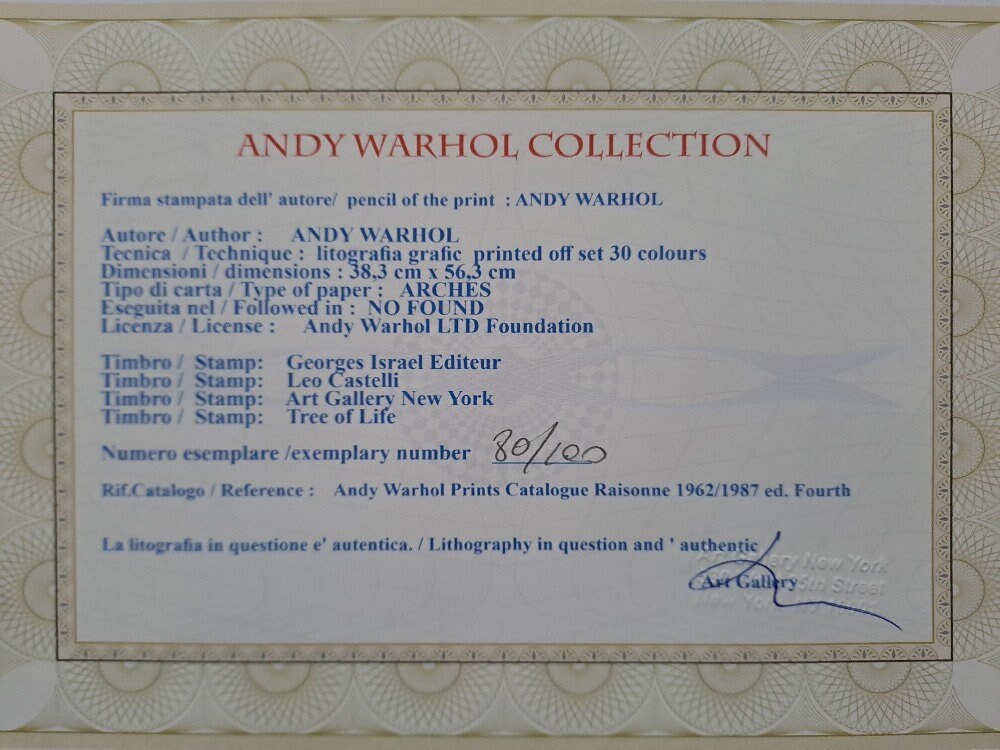 ANDY WARHOL COLLECTION
Firma stampata dell' autore/ pencil of the print : ANDY WARHOL
Autore / Author : ANDY WARHOL
Tecnica / Technique : litografia grafic printed off set 30 colours
Dimensioni / dimensions : 38,3 cm x 56,3 cm
Tipo di carta / Type of paper : ARCHES
Eseguita nel / Followed in : NO FOUND
Licenza / License : Andy Warhol LTD Foundation
Timbro / Stamp: Georges Israel Editeur
Timbro / Stamp: Leo Castelli
Timbro / Stamp: Art Gallery New York
Timbro / Stamp: Tree of Life
Numero esemplare /exemplary number 80/100
Rif.Catalogo / Reference : Andy Warhol Prints Catalogue Raisonne 1962/1987 ed. Fourth
La litografia in questione e' autentica. / Lithography in question and ' authentic
Art Gallery New York
Art Gallery
Street
New York